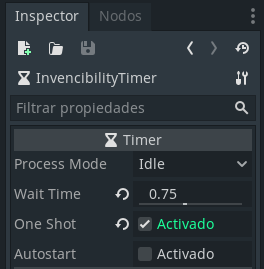 Inspector Nodos
InvencibilityTimer
Filtrar propiedades
Timer
Process Mode Idle
Wait Time 0.75
One Shot Activado
Autostart Activado